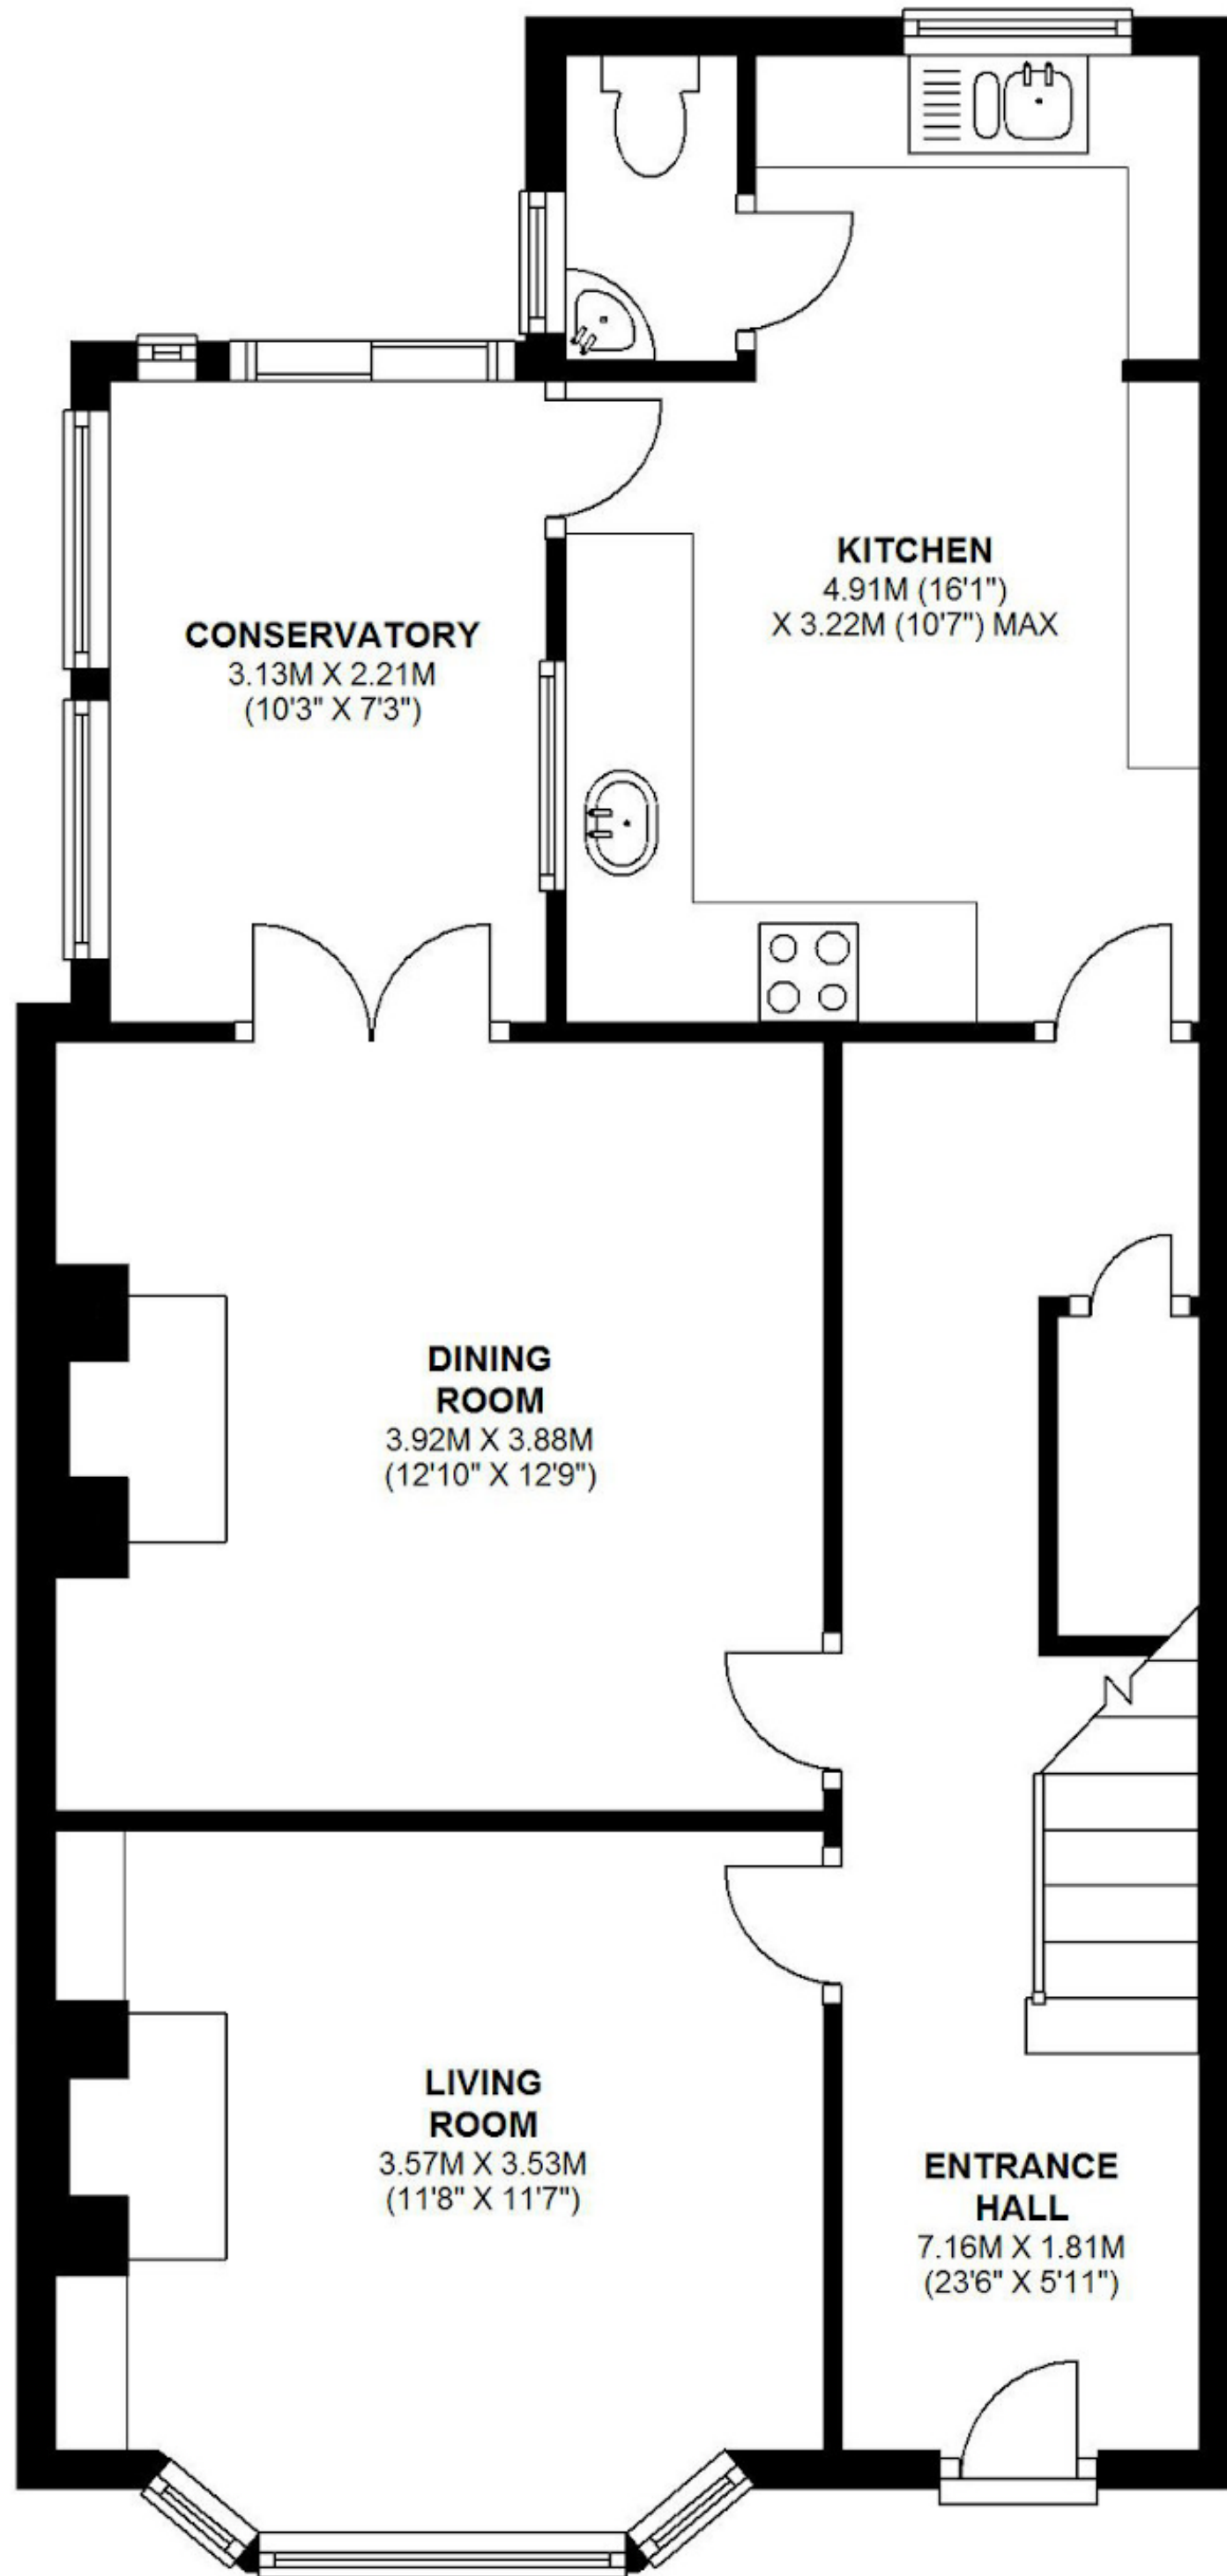 KITCHEN
4.91M (16'1")
X 3.22M (10'7") MAX
CONSERVATORY
3.13M X 2.21M
(10'3" X 7'3")
DINING
ROOM
3.92M X 3.88M
(12'10" X 12'9")
LIVING
ROOM
3.57M X 3.53M
(11'8" X 11'7")
ENTRANCE
HALL
7.16M X 1.81M
(23'6" X 5'11")